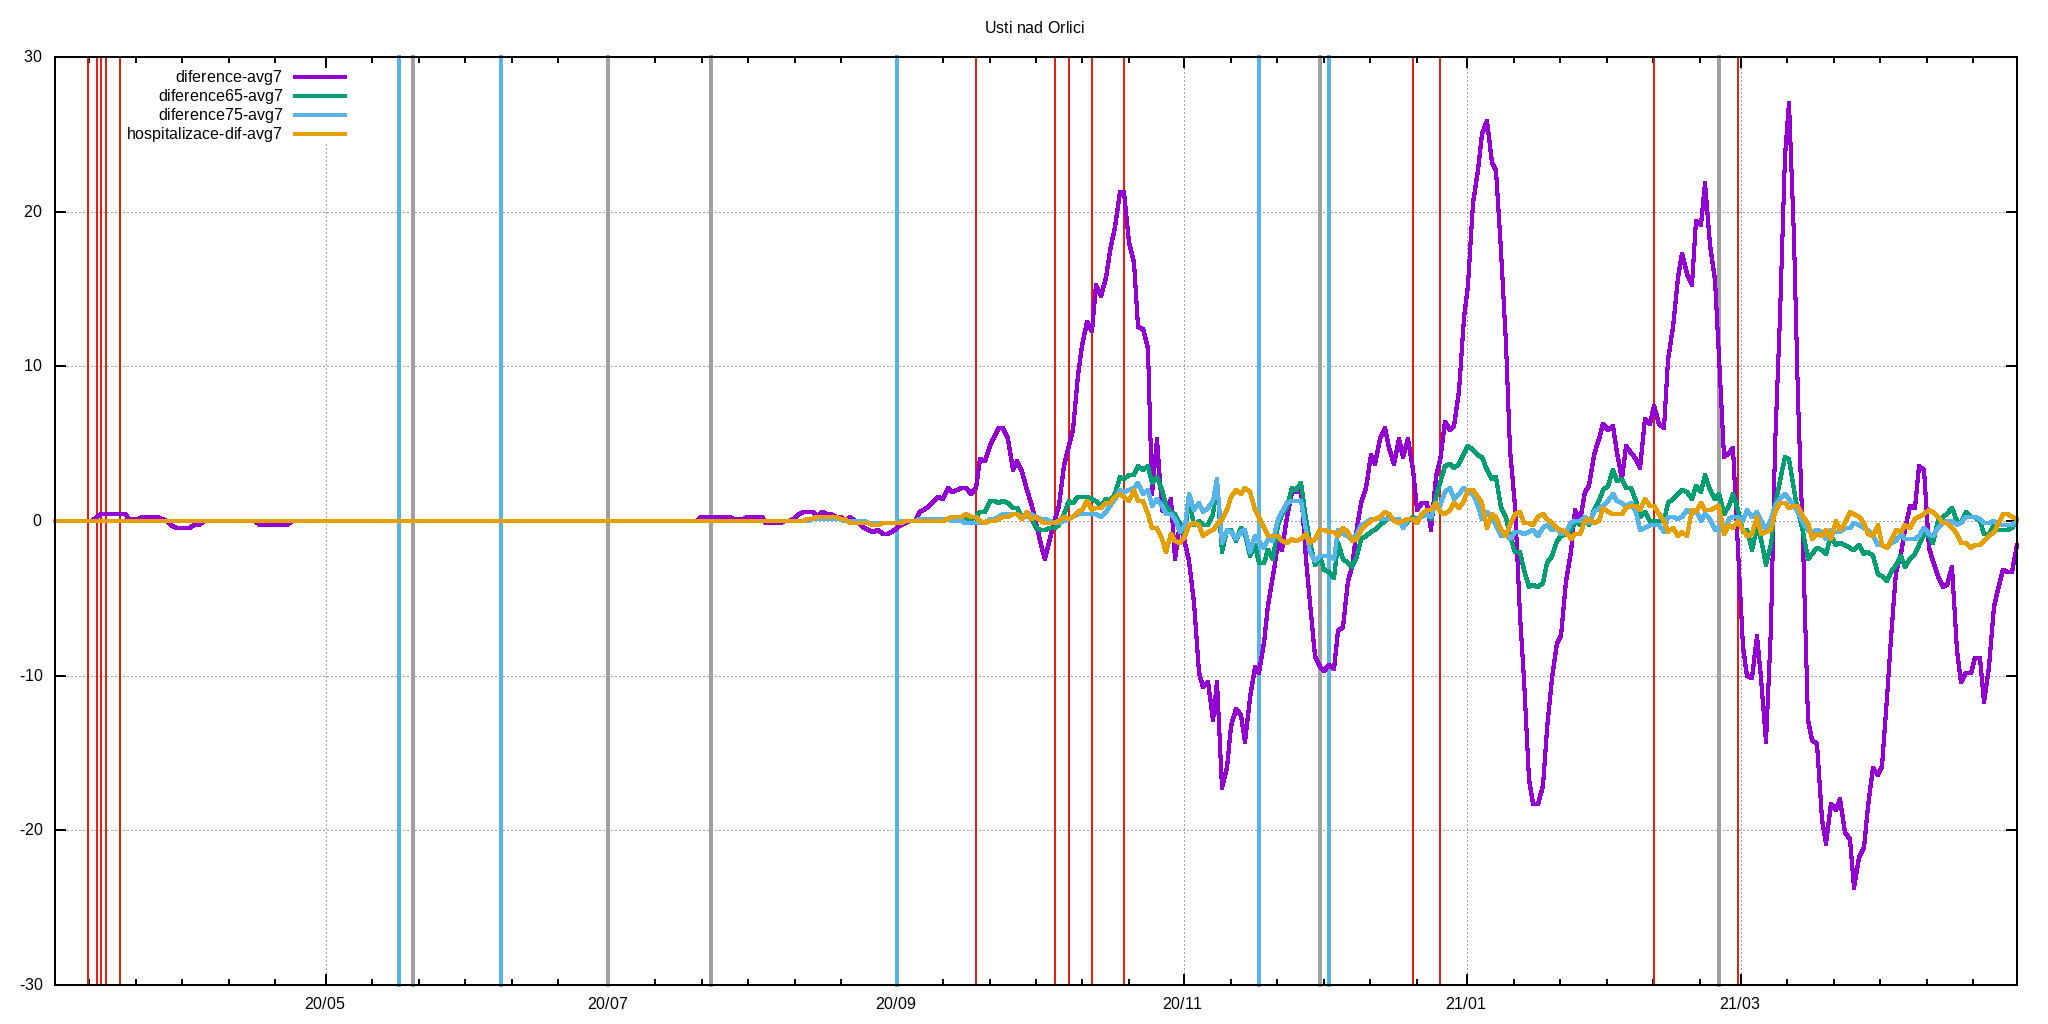 Usti nad Orlici
diference-avg7
diference65-avg7
diference75-avg7
hospitalizace-dif-avg7
30
20
10
0
-10
-20
-30
20/05 20/07 20/09 20/11 21/01 21/03